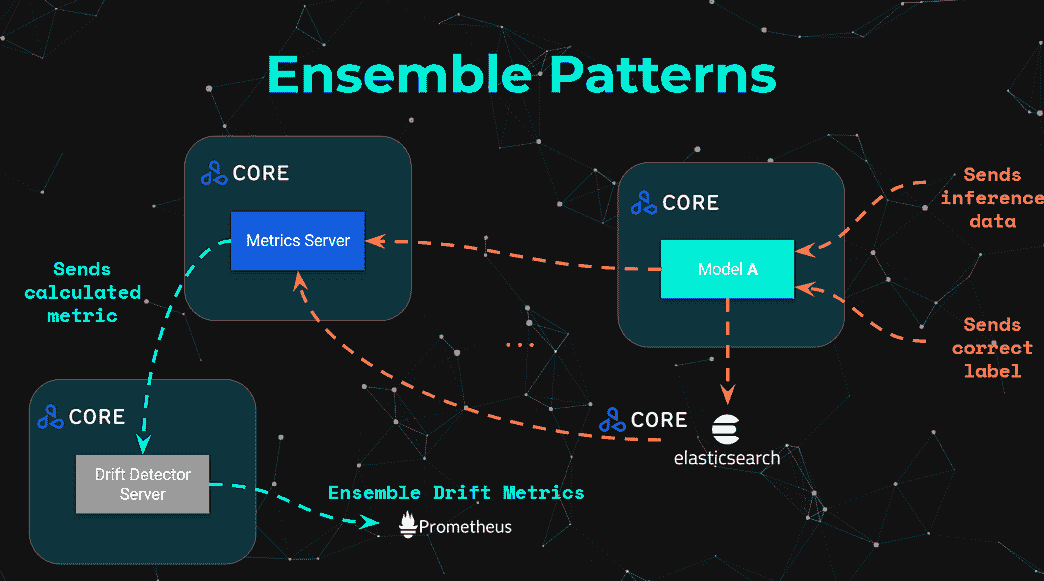 Ensemble Patterns
CORE
Metrics Server
CORE
Model A
Sends
inference
data
Sends
calculated
metric
Sends
correct
label
...
CORE
Drift Detector
Server
CORE
elasticsearch
Ensemble Drift Metrics
Prometheus